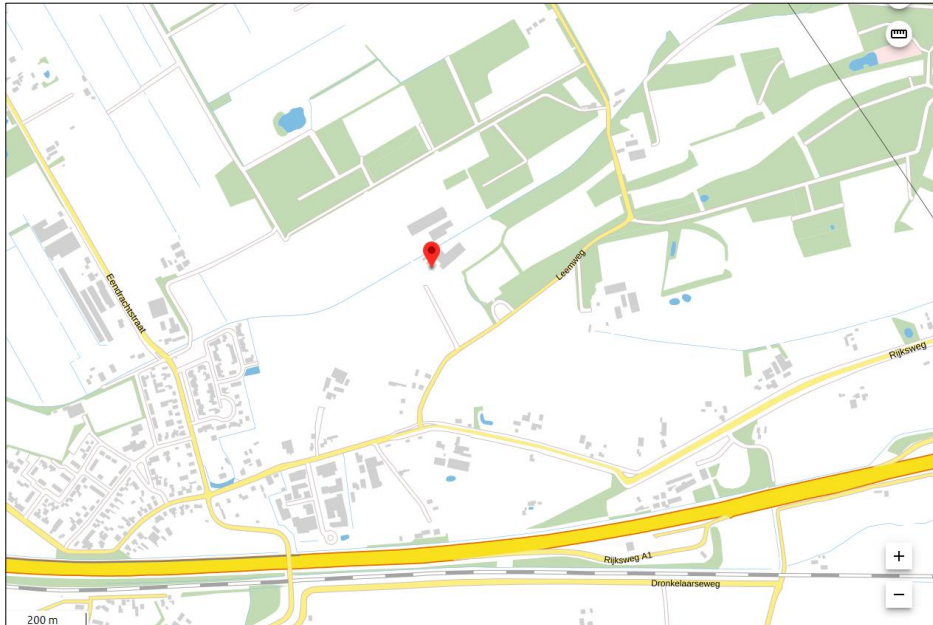 Eendrachtstraat
Leemweg
Rijksweg
Rijksweg A1
Dronkelaarseweg
+
−
200 m